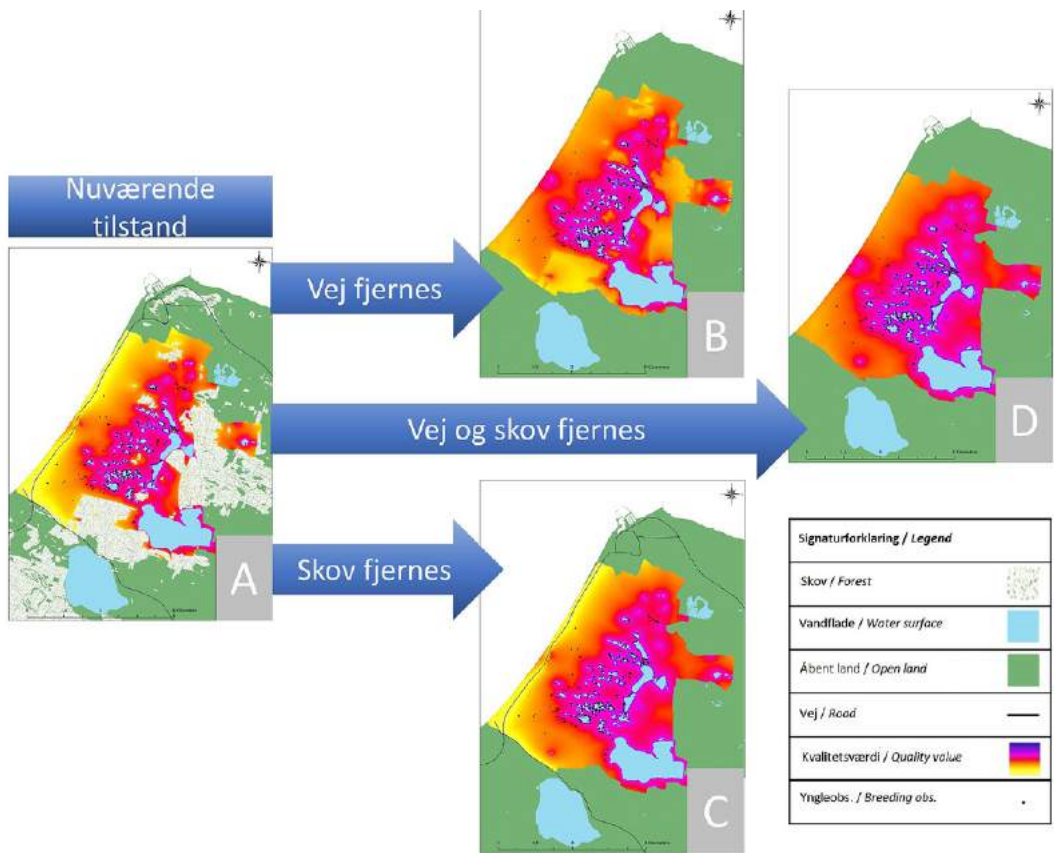 Nuværende
tilstand
Vej fjernes
Vej og skov fjernes
Skov fjernes
A
B
D
C
Signaturforklaring / Legend
Skov / Forest
Vandflade / Water surface
Åbent land / Open land
Vej / Road
Kvalitetsværdi / Quality value
Yngleobs. / Breeding obs.